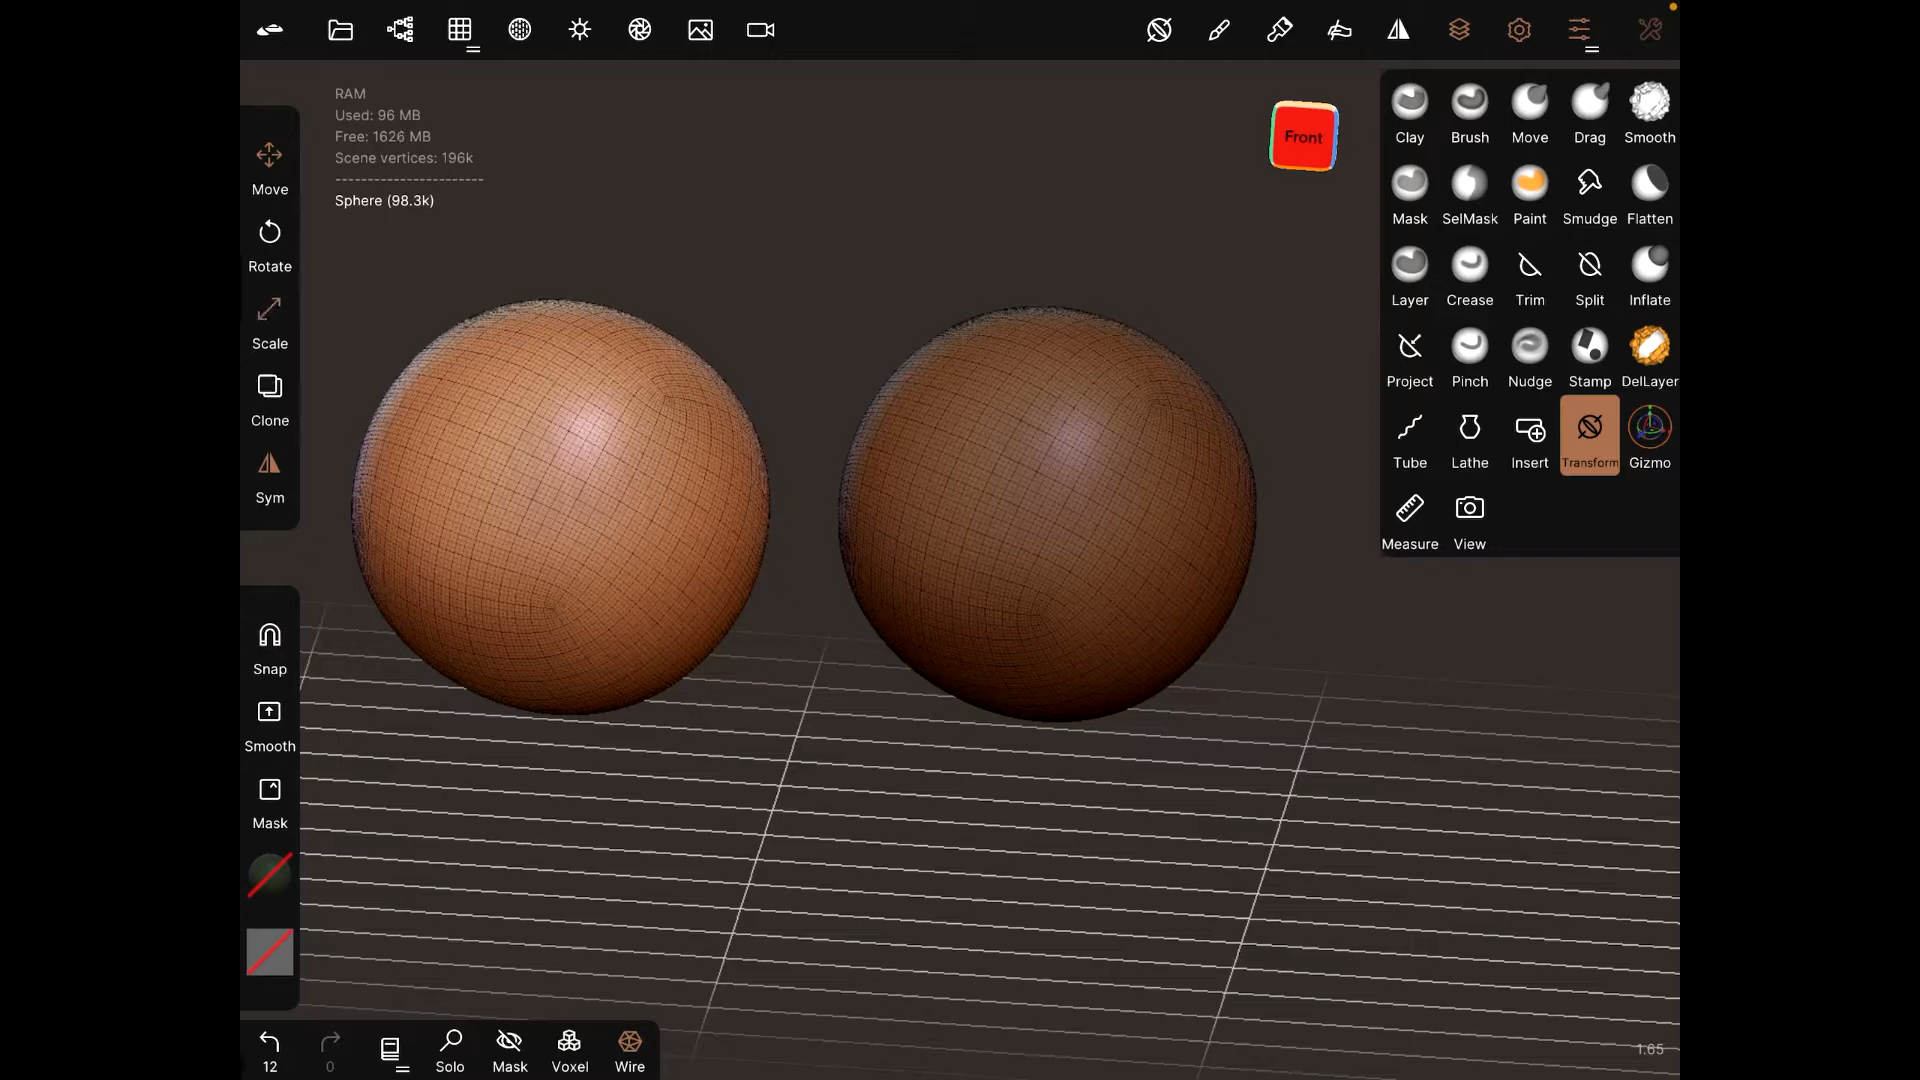 RAM
Used: 96 MB
Free: 1626 MB
Scene vertices: 196k
-----------------------
Sphere (98.3k)
Front
Move
Rotate
Scale
Clone
Sym
Snap
Smooth
Mask
Clay Brush Move Drag Smooth
Mask SelMask Paint Smudge Flatten
Layer Crease Trim Split Inflate
Project Pinch Nudge Stamp DelLayer
Tube Lathe Insert Transform Gizmo
Measure View
12 0 Solo Mask Voxel Wire
1.65